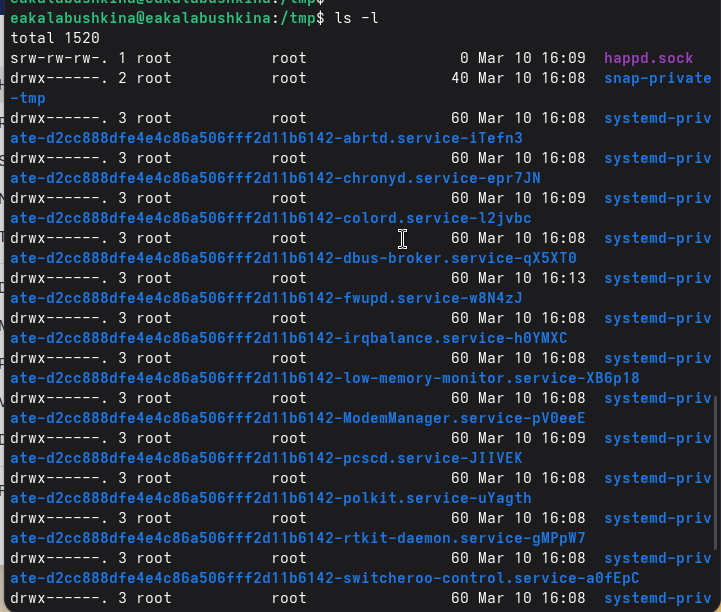 eakalabushkina@eakalabushkina:/tmp$
eakalabushkina@eakalabushkina:/tmp$ ls -l
total 1520
srw-rw-rw-. 1 root           root                 0 Mar 10 16:09  happd.sock
drwx------. 2 root           root                40 Mar 10 16:08  snap-private
-tmp
drwx------. 3 root           root                60 Mar 10 16:08  systemd-priv
ate-d2cc888dfe4e4c86a506fff2d11b6142-abrtd.service-iTefn3
drwx------. 3 root           root                60 Mar 10 16:08  systemd-priv
ate-d2cc888dfe4e4c86a506fff2d11b6142-chronyd.service-epr7JN
drwx------. 3 root           root                60 Mar 10 16:09  systemd-priv
ate-d2cc888dfe4e4c86a506fff2d11b6142-colord.service-l2jvbc
drwx------. 3 root           root                60 Mar 10 16:08  systemd-priv
ate-d2cc888dfe4e4c86a506fff2d11b6142-dbus-broker.service-qX5XT0
drwx------. 3 root           root                60 Mar 10 16:13  systemd-priv
ate-d2cc888dfe4e4c86a506fff2d11b6142-fwupd.service-w8N4zJ
drwx------. 3 root           root                60 Mar 10 16:08  systemd-priv
ate-d2cc888dfe4e4c86a506fff2d11b6142-irqbalance.service-h0YMXC
drwx------. 3 root           root                60 Mar 10 16:08  systemd-priv
ate-d2cc888dfe4e4c86a506fff2d11b6142-low-memory-monitor.service-XB6p18
drwx------. 3 root           root                60 Mar 10 16:08  systemd-priv
ate-d2cc888dfe4e4c86a506fff2d11b6142-ModemManager.service-pV0eeE
drwx------. 3 root           root                60 Mar 10 16:09  systemd-priv
ate-d2cc888dfe4e4c86a506fff2d11b6142-pcscd.service-JIIVEK
drwx------. 3 root           root                60 Mar 10 16:08  systemd-priv
ate-d2cc888dfe4e4c86a506fff2d11b6142-polkit.service-uYagth
drwx------. 3 root           root                60 Mar 10 16:08  systemd-priv
ate-d2cc888dfe4e4c86a506fff2d11b6142-rtkit-daemon.service-gMPpW7
drwx------. 3 root           root                60 Mar 10 16:08  systemd-priv
ate-d2cc888dfe4e4c86a506fff2d11b6142-switcheroo-control.service-a0fEpC
drwx------. 3 root           root                60 Mar 10 16:08  systemd-priv